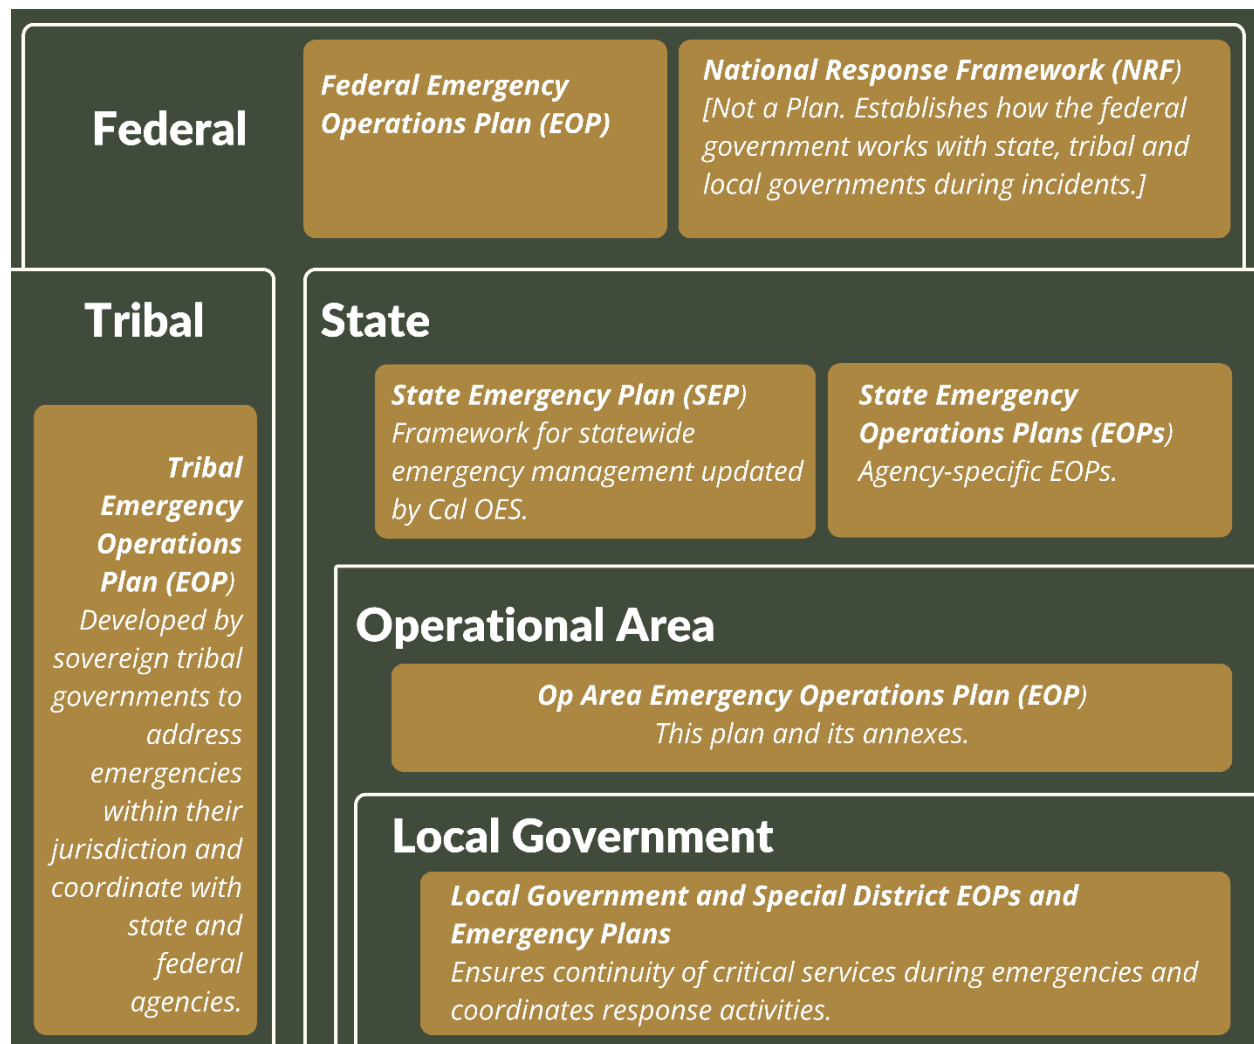 Federal
Federal Emergency
Operations Plan (EOP)
National Response Framework (NRF)
[Not a Plan. Establishes how the federal
government works with state, tribal and
local governments during incidents.]
Tribal
Tribal
Emergency
Operations
Plan (EOP)
Developed by
sovereign tribal
governments to
address
emergencies
within their
jurisdiction and
coordinate with
state and
federal
agencies.
State
State Emergency Plan (SEP)
Framework for statewide
emergency management updated
by Cal OES.
State Emergency
Operations Plans (EOPs)
Agency-specific EOPs.
Operational Area
Op Area Emergency Operations Plan (EOP)
This plan and its annexes.
Local Government
Local Government and Special District EOPs and
Emergency Plans
Ensures continuity of critical services during emergencies and
coordinates response activities.